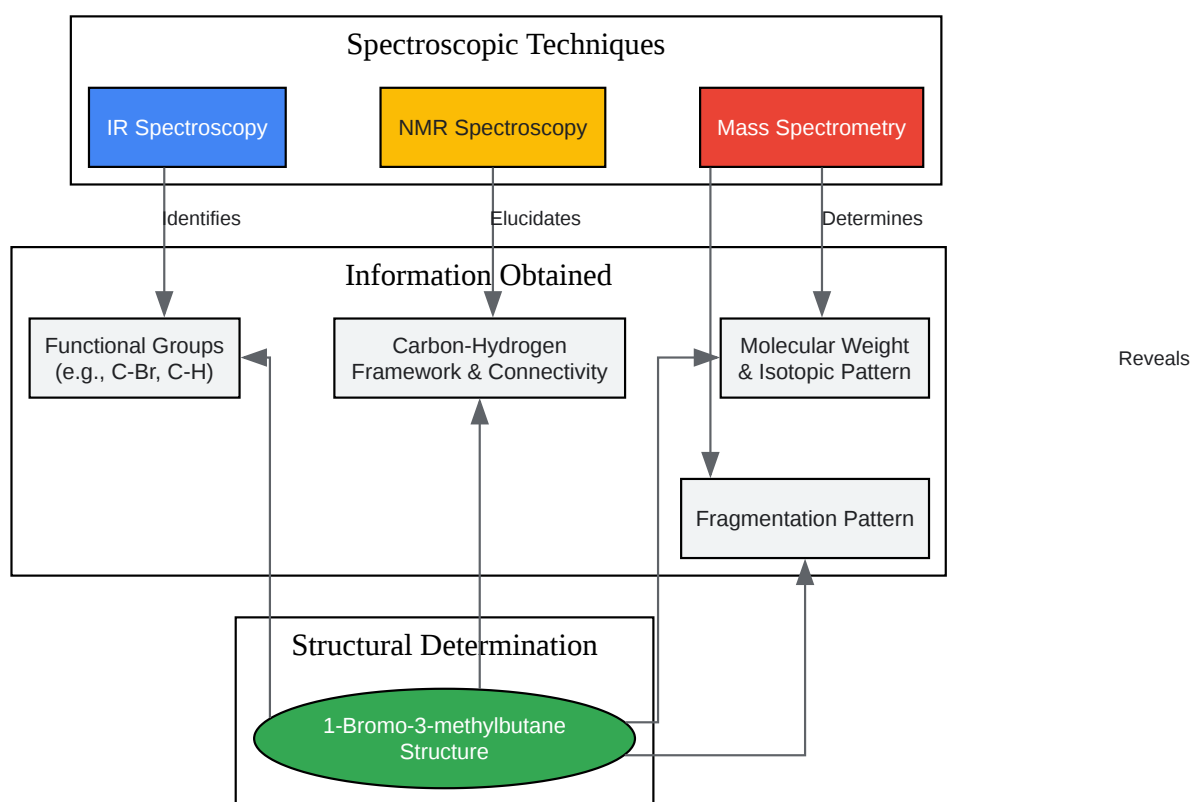 Spectroscopic Techniques
IR Spectroscopy
NMR Spectroscopy
Mass Spectrometry
Identifies
Elucidates
Determines
Information Obtained
Functional Groups
(e.g., C-Br, C-H)
Carbon-Hydrogen
Framework & Connectivity
Molecular Weight
& Isotopic Pattern
Reveals
Fragmentation Pattern
Structural Determination
1-Bromo-3-methylbutane
Structure